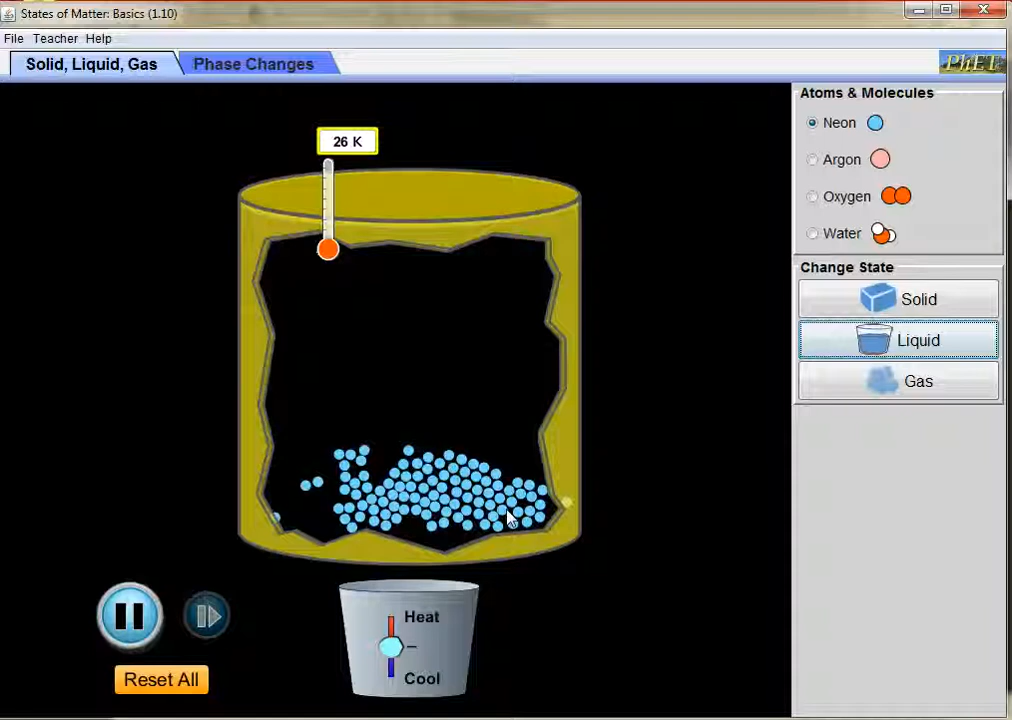 States of Matter: Basics (1.10)
File Teacher Help
Solid, Liquid, Gas
Phase Changes
PhET
26 K
Atoms & Molecules
Neon
Argon
Oxygen
Water
Change State
Solid
Liquid
Gas
Heat
Cool
Reset All